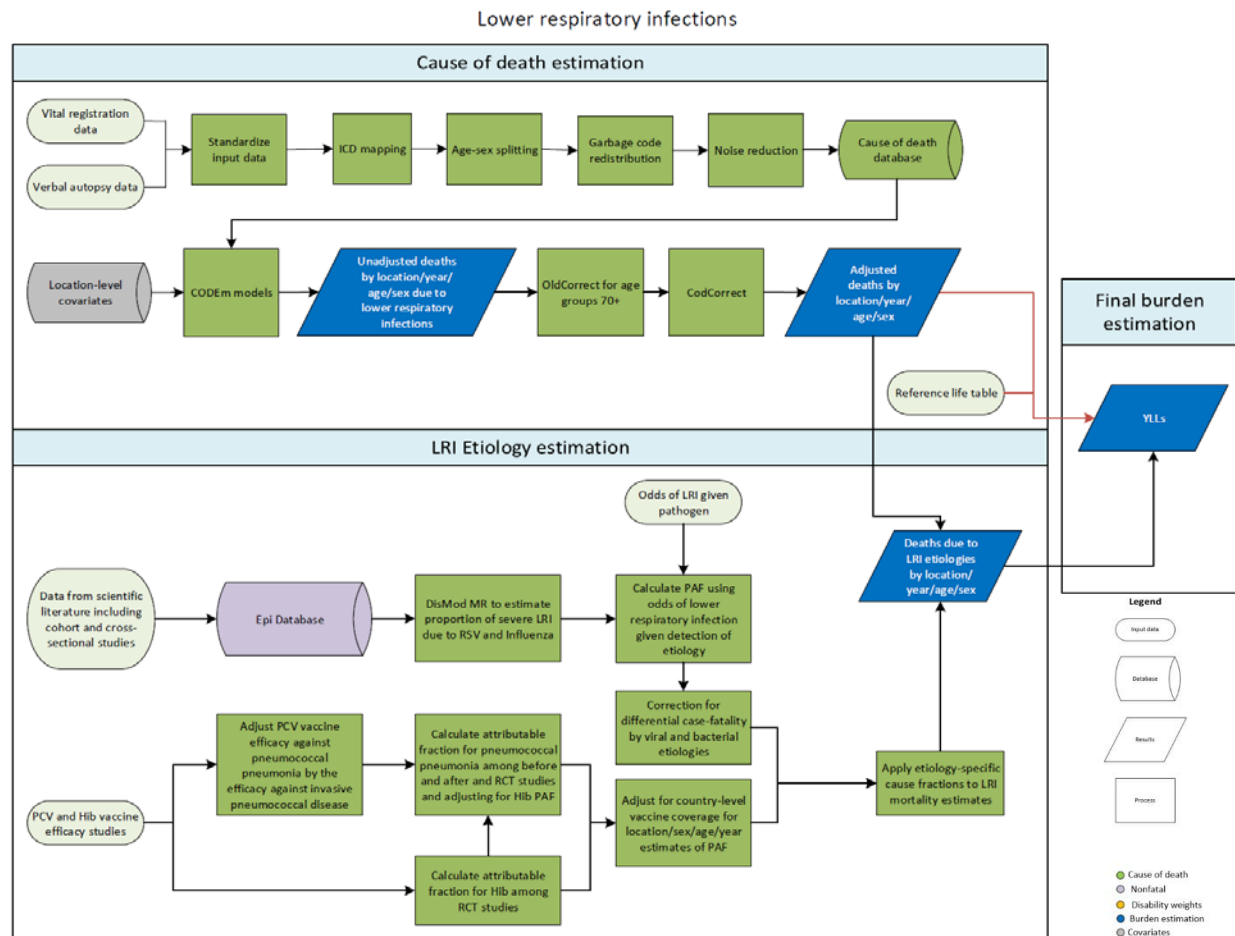 Lower respiratory infections
Cause of death estimation
Vital registration
data
Verbal autopsy data
Standardize
input data
ICD mapping
Age-sex splitting
Garbage code
redistribution
Noise reduction
Cause of death
database
Location-level
covariates
CODEm models
Unadjusted deaths
by location/year/
age/sex due to
lower respiratory
infections
OldCorrect for age
groups 70+
CodCorrect
Adjusted
deaths by
location/year/
age/sex
Reference life table
Final burden
estimation
YLLs
LRI Etiology estimation
Odds of LRI given
pathogen
Data from scientific
literature including
cohort and cross-
sectional studies
Epi Database
DisMod MR to estimate
proportion of severe LRI
due to RSV and Influenza
Calculate PAF using
odds of lower
respiratory infection
given detection of
etiology
Deaths due to
LRI etiologies
by location/
year/age/sex
Correction for
differential case-fatality
by viral and bacterial
etiologies
PCV and Hib vaccine
efficacy studies
Adjust PCV vaccine
efficacy against
pneumococcal
pneumonia by the
efficacy against invasive
pneumococcal disease
Calculate attributable
fraction for pneumococcal
pneumonia among before
and after and RCT studies
and adjusting for Hib PAF
Calculate attributable
fraction for Hib among
RCT studies
Adjust for country-level
vaccine coverage for
location/sex/age/year
estimates of PAF
Apply etiology-specific
cause fractions to LRI
mortality estimates
Legend
Input data
Database
Results
Process
Cause of death
Nonfatal
Disability weights
Burden estimation
Covariates